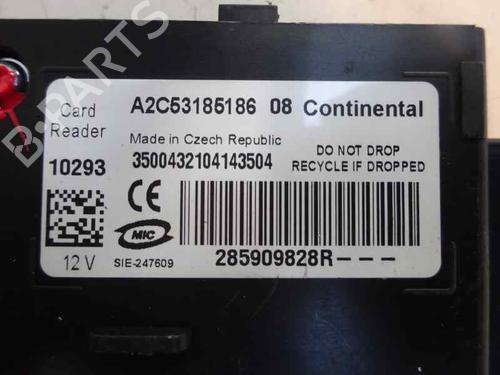 Card Reader
A2C53185186 08 Continental
Made in Czech Republic
10293
3500432104143504
DO NOT DROP
RECYCLE IF DROPPED
CE
MIC
12 V
SIE-247609
285909828R---
B-PARTS